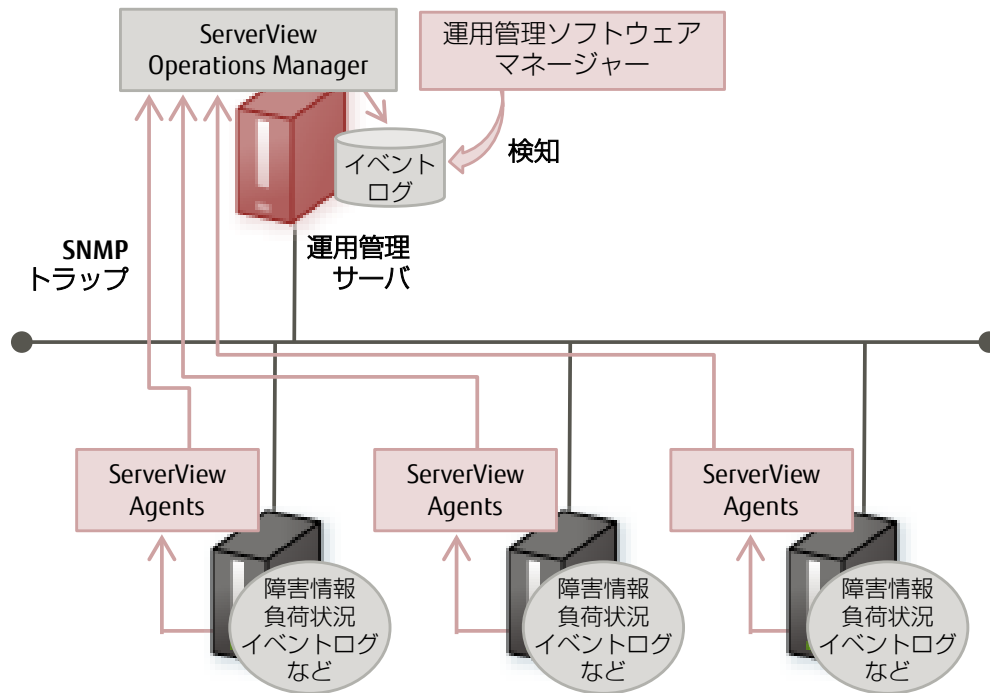 ServerView
Operations Manager
運用管理ソフトウェア
マネージャー
イベント
ログ
検知
SNMP
トラップ
運用管理
サーバ
ServerView
Agents
ServerView
Agents
ServerView
Agents
障害情報
負荷状況
イベントログ
など
障害情報
負荷状況
イベントログ
など
障害情報
負荷状況
イベントログ
など